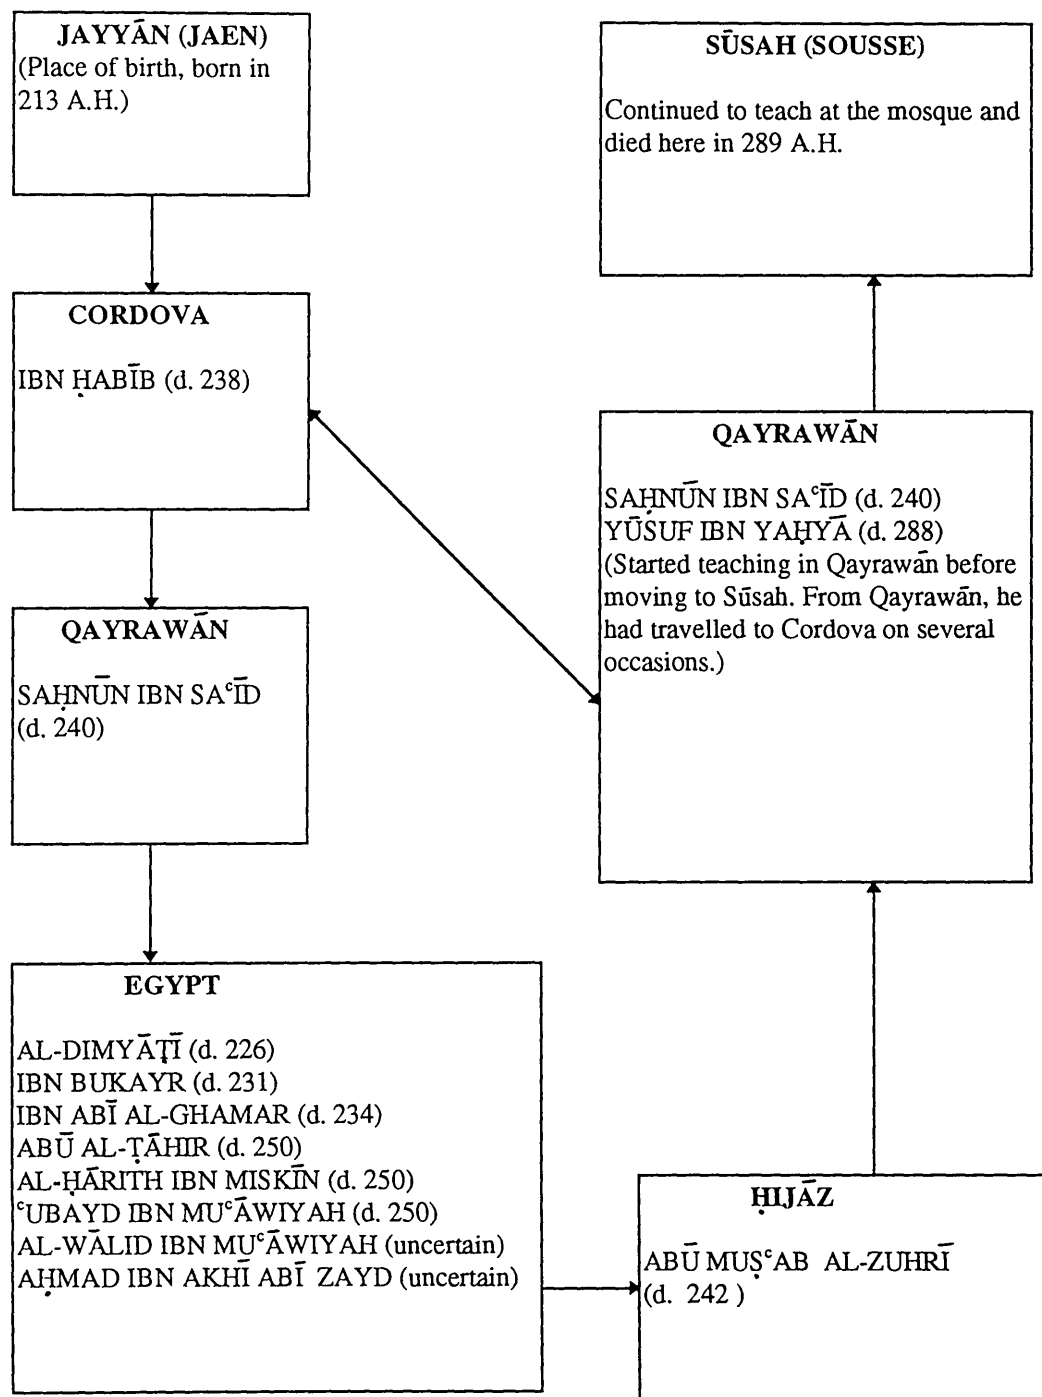 JAYYĀN (JAEN)
(Place of birth, born in
213 A.H.)
CORDOVA
IBN ḤABĪB (d. 238)
QAYRAWĀN
SAḤNŪN IBN SAᶜĪD
(d. 240)
EGYPT
AL-DIMYĀṬĪ (d. 226)
IBN BUKAYR (d. 231)
IBN ABĪ AL-GHAMAR (d. 234)
ABŪ AL-ṬĀHIR (d. 250)
AL-ḤĀRITH IBN MISKĪN (d. 250)
ᶜUBAYD IBN MUᶜĀWIYAH (d. 250)
AL-WĀLID IBN MUᶜĀWIYAH (uncertain)
AḤMAD IBN AKHĪ ABĪ ZAYD (uncertain)
ḤIJĀZ
ABŪ MUṢᶜAB AL-ZUHRĪ
(d. 242 )
QAYRAWĀN
SAḤNŪN IBN SAᶜĪD (d. 240)
YŪSUF IBN YAḤYĀ (d. 288)
(Started teaching in Qayrawān before
moving to Sūsah. From Qayrawān, he
had travelled to Cordova on several
occasions.)
SŪSAH (SOUSSE)
Continued to teach at the mosque and
died here in 289 A.H.